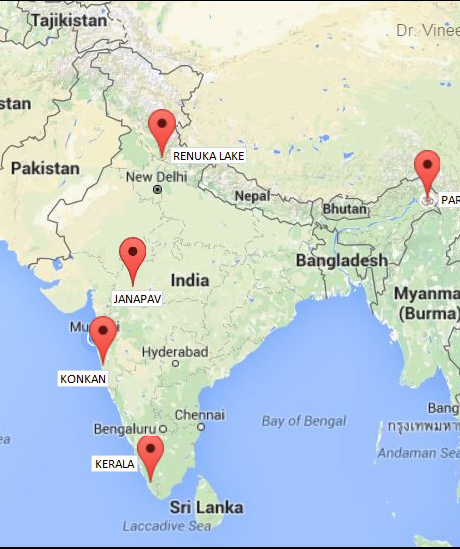 Tajikistan
Dr. Vinee
stan
RENUKA LAKE
Pakistan
New Delhi
Nepal
PAR
Bhutan
Bangladesh
India
JANAPAV
Myanma
(Burma)
Hyderabad
KONKAN
Chennai
Bengaluru
Bang
กรุงเทพมหา
Bay of Bengal
Andaman Sea
KERALA
Sri Lanka
Laccadive Sea
ea